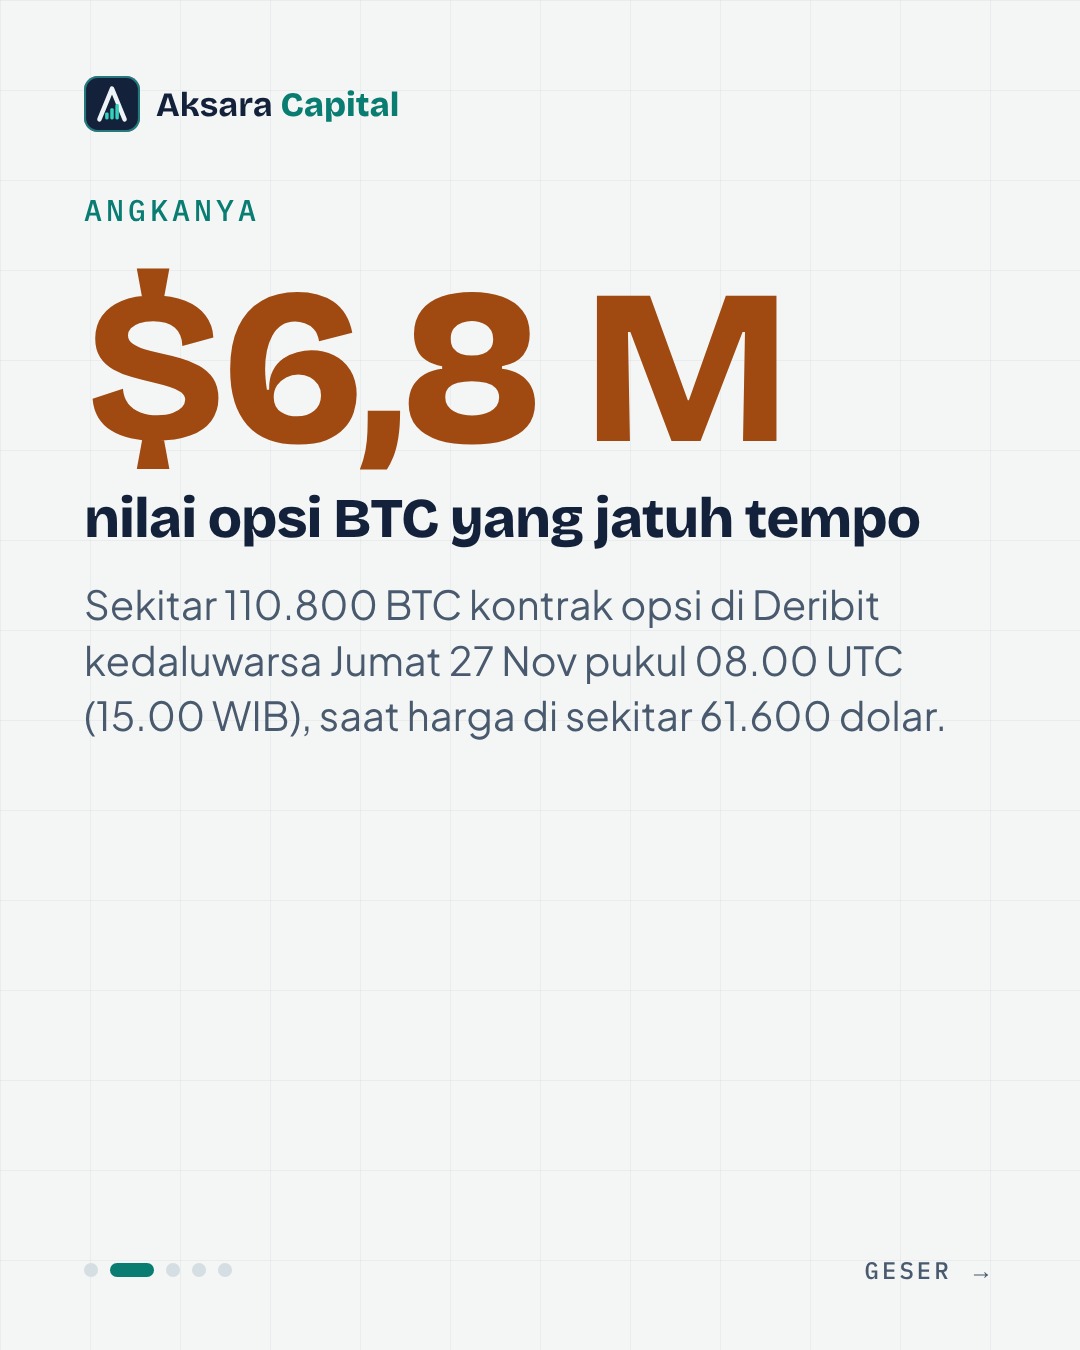 Aksara Capital
ANGKANYA
$6,8 M
nilai opsi BTC yang jatuh tempo
Sekitar 110.800 BTC kontrak opsi di Deribit
kedaluwarsa Jumat 27 Nov pukul 08.00 UTC
(15.00 WIB), saat harga di sekitar 61.600 dolar.
GESER →